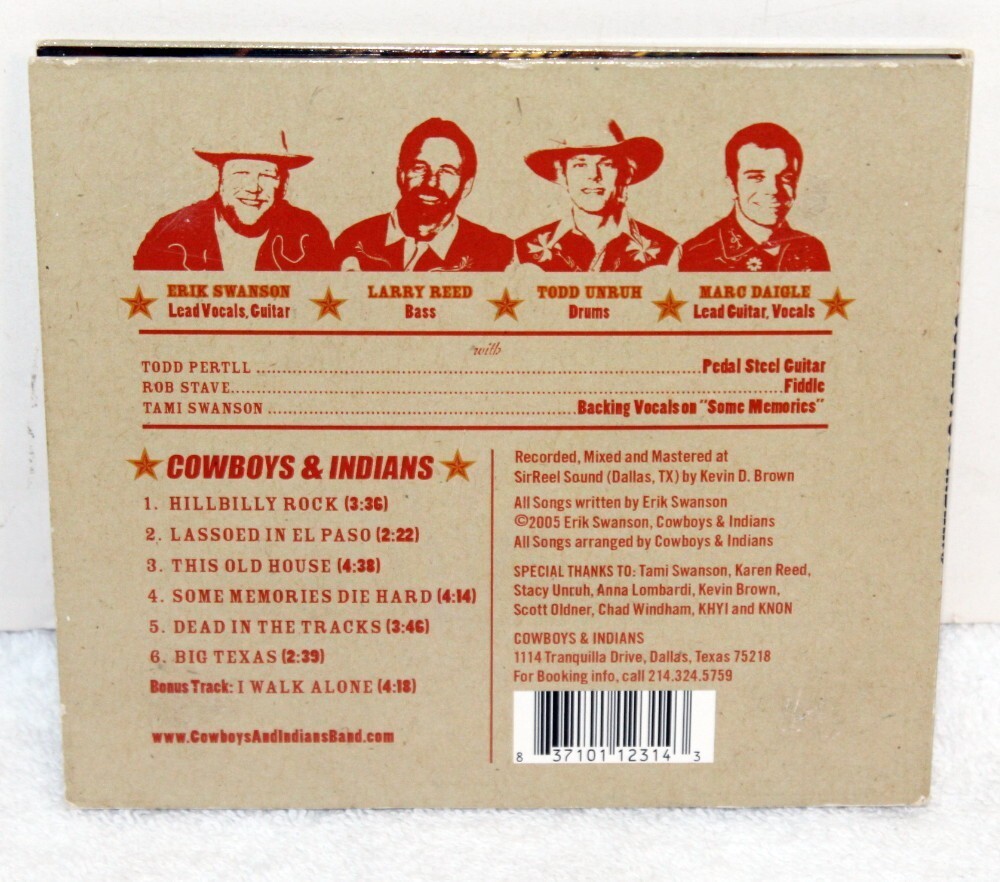 ERIK SWANSON
Lead Vocals, Guitar
LARRY REED
Bass
TODD UNRUH
Drums
MARC DAIGLE
Lead Guitar, Vocals
with
TODD PERTLL ........ Pedal Steel Guitar
ROB STAVE ........ Fiddle
TAMI SWANSON ........ Backing Vocals on "Some Memories"
COWBOYS & INDIANS
1. HILLBILLY ROCK (3:36)
2. LASSOED IN EL PASO (2:22)
3. THIS OLD HOUSE (4:38)
4. SOME MEMORIES DIE HARD (4:14)
5. DEAD IN THE TRACKS (3:46)
6. BIG TEXAS (2:39)
Bonus Track: I WALK ALONE (4:18)
www.CowboysAndIndiansBand.com
Recorded, Mixed and Mastered at
SirReel Sound (Dallas, TX) by Kevin D. Brown
All Songs written by Erik Swanson
©2005 Erik Swanson, Cowboys & Indians
All Songs arranged by Cowboys & Indians
SPECIAL THANKS TO: Tami Swanson, Karen Reed,
Stacy Unruh, Anna Lombardi, Kevin Brown,
Scott Oldner, Chad Windham, KHYI and KNON
COWBOYS & INDIANS
1114 Tranquilla Drive, Dallas, Texas 75218
For Booking info, call 214.324.5759
8 37101 12314 3